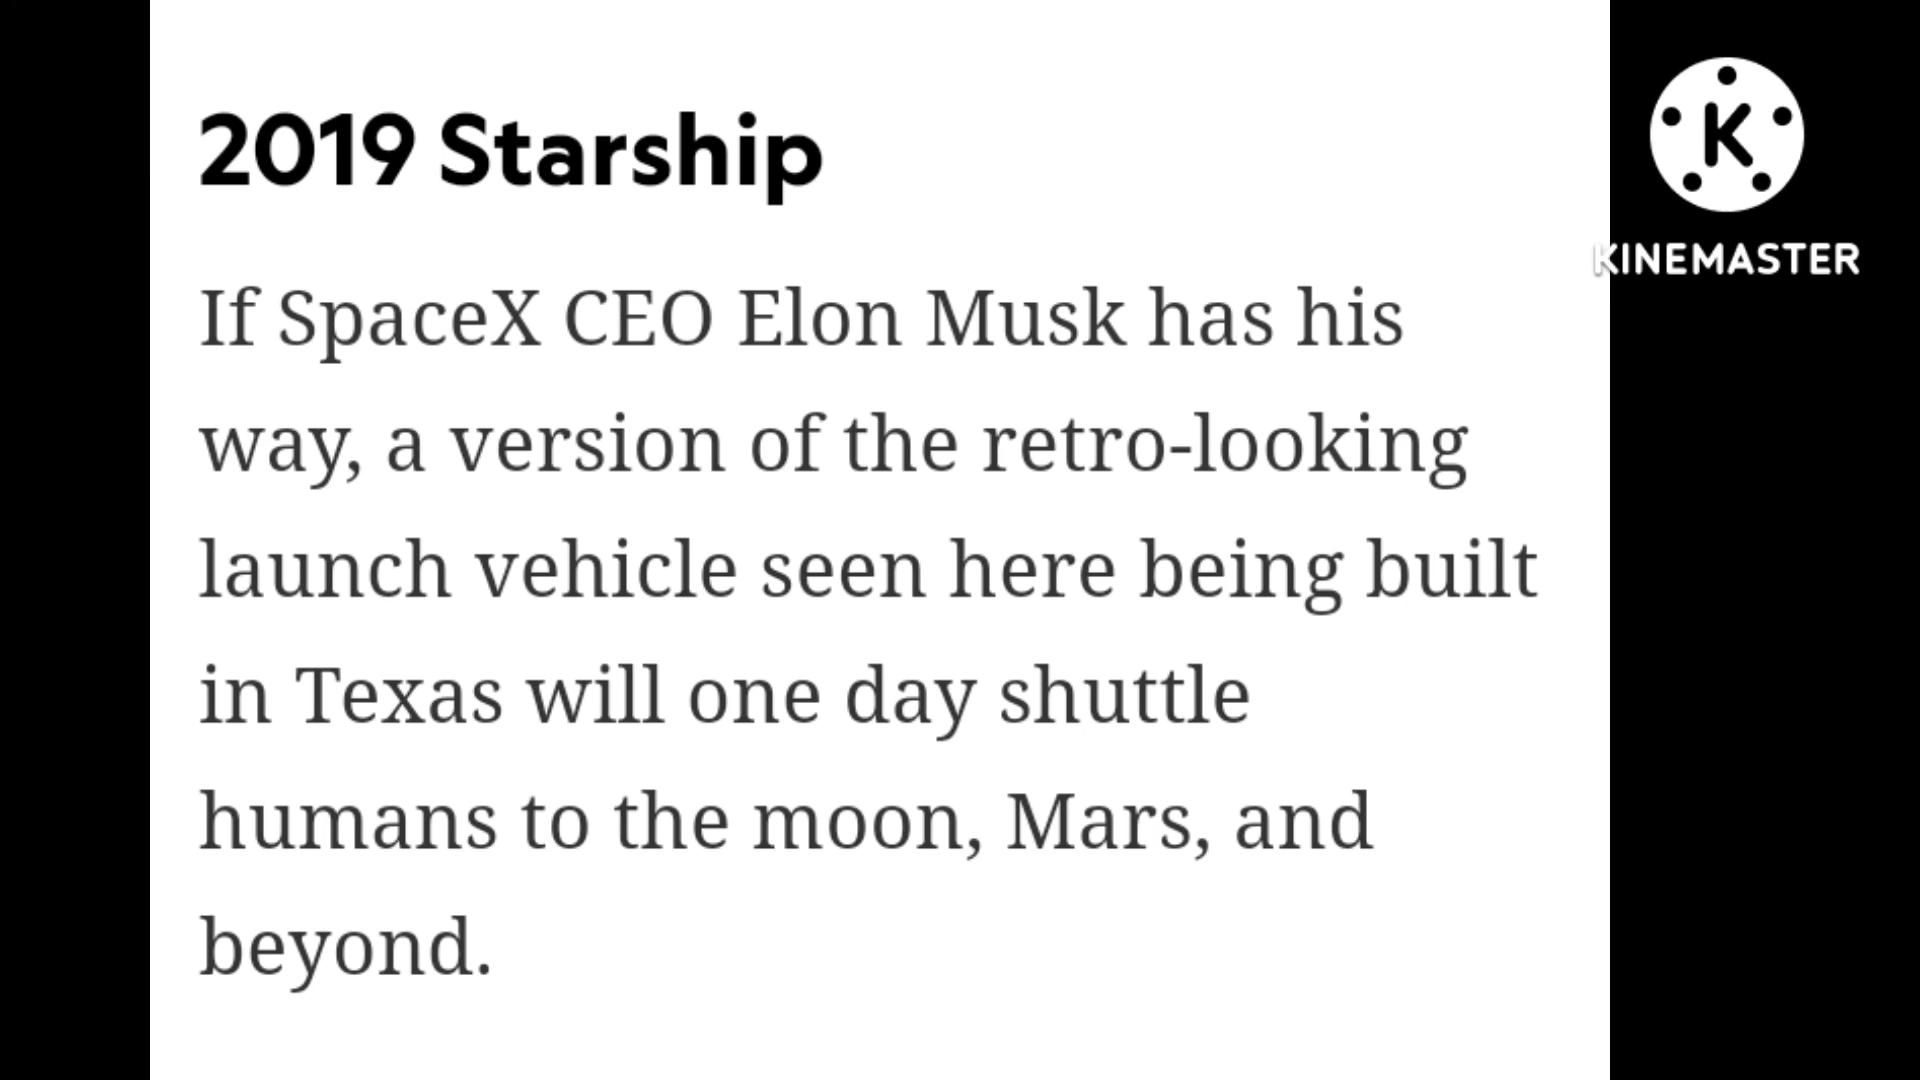 2019 Starship
If SpaceX CEO Elon Musk has his
way, a version of the retro-looking
launch vehicle seen here being built
in Texas will one day shuttle
humans to the moon, Mars, and
beyond.
K
KINEMASTER